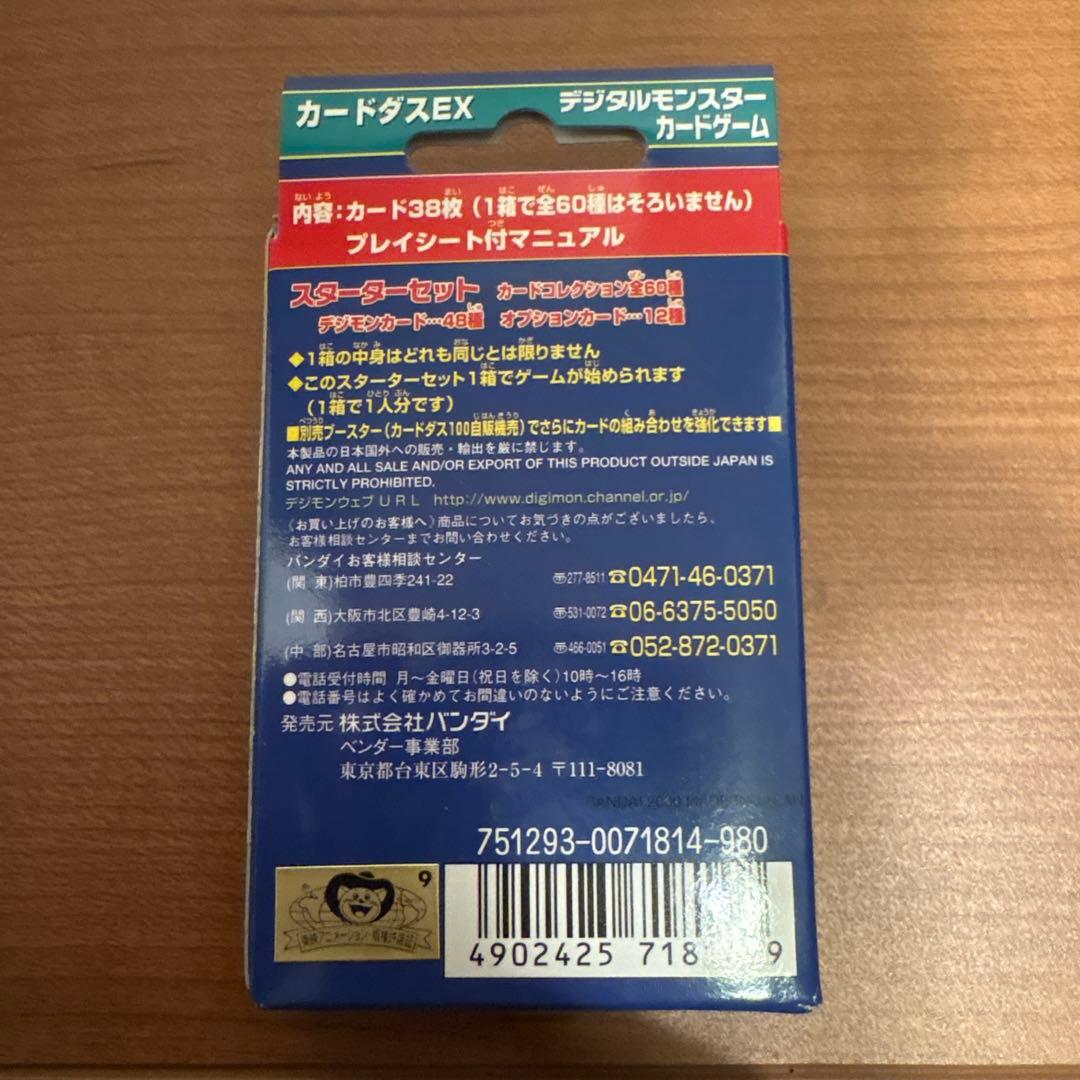 カードダスEX
デジタルモンスター
カードゲーム
内容:カード38枚(1箱で全60種はそろいません)
プレイシート付マニュアル
スターターセット カードコレクション全60種
デジモンカード…48種 オプションカード…12種
◆1箱の中身はどれも同じとは限りません
◆このスターターセット1箱でゲームが始められます
(1箱で1人分です)
■別売ブースター(カードダス100自販機売)でさらにカードの組み合わせを強化できます■
本製品の日本国外への販売・輸出を厳に禁じます。
ANY AND ALL SALE AND/OR EXPORT OF THIS PRODUCT OUTSIDE JAPAN IS
STRICTLY PROHIBITED.
デジモンウェブURL http://www.digimon.channel.or.jp/
《お買い上げのお客様へ》商品についてお気づきの点がございましたら、
お客様相談センターまでお問い合わせください。
バンダイお客様相談センター
(関 東)柏市豊四季241-22 〒277-8511 ☎0471-46-0371
(関 西)大阪市北区豊崎4-12-3 〒531-0072 ☎06-6375-5050
(中 部)名古屋市昭和区御器所3-2-5 〒466-0051 ☎052-872-0371
●電話受付時間 月~金曜日(祝日を除く)10時~16時
●電話番号はよく確かめてお間違いのないようにご注意ください。
発売元 株式会社バンダイ
ベンダー事業部
東京都台東区駒形2-5-4 〒111-8081
BANDAI 2000 MADE IN JAPAN
751293-0071814-980
9
4902425 718 9